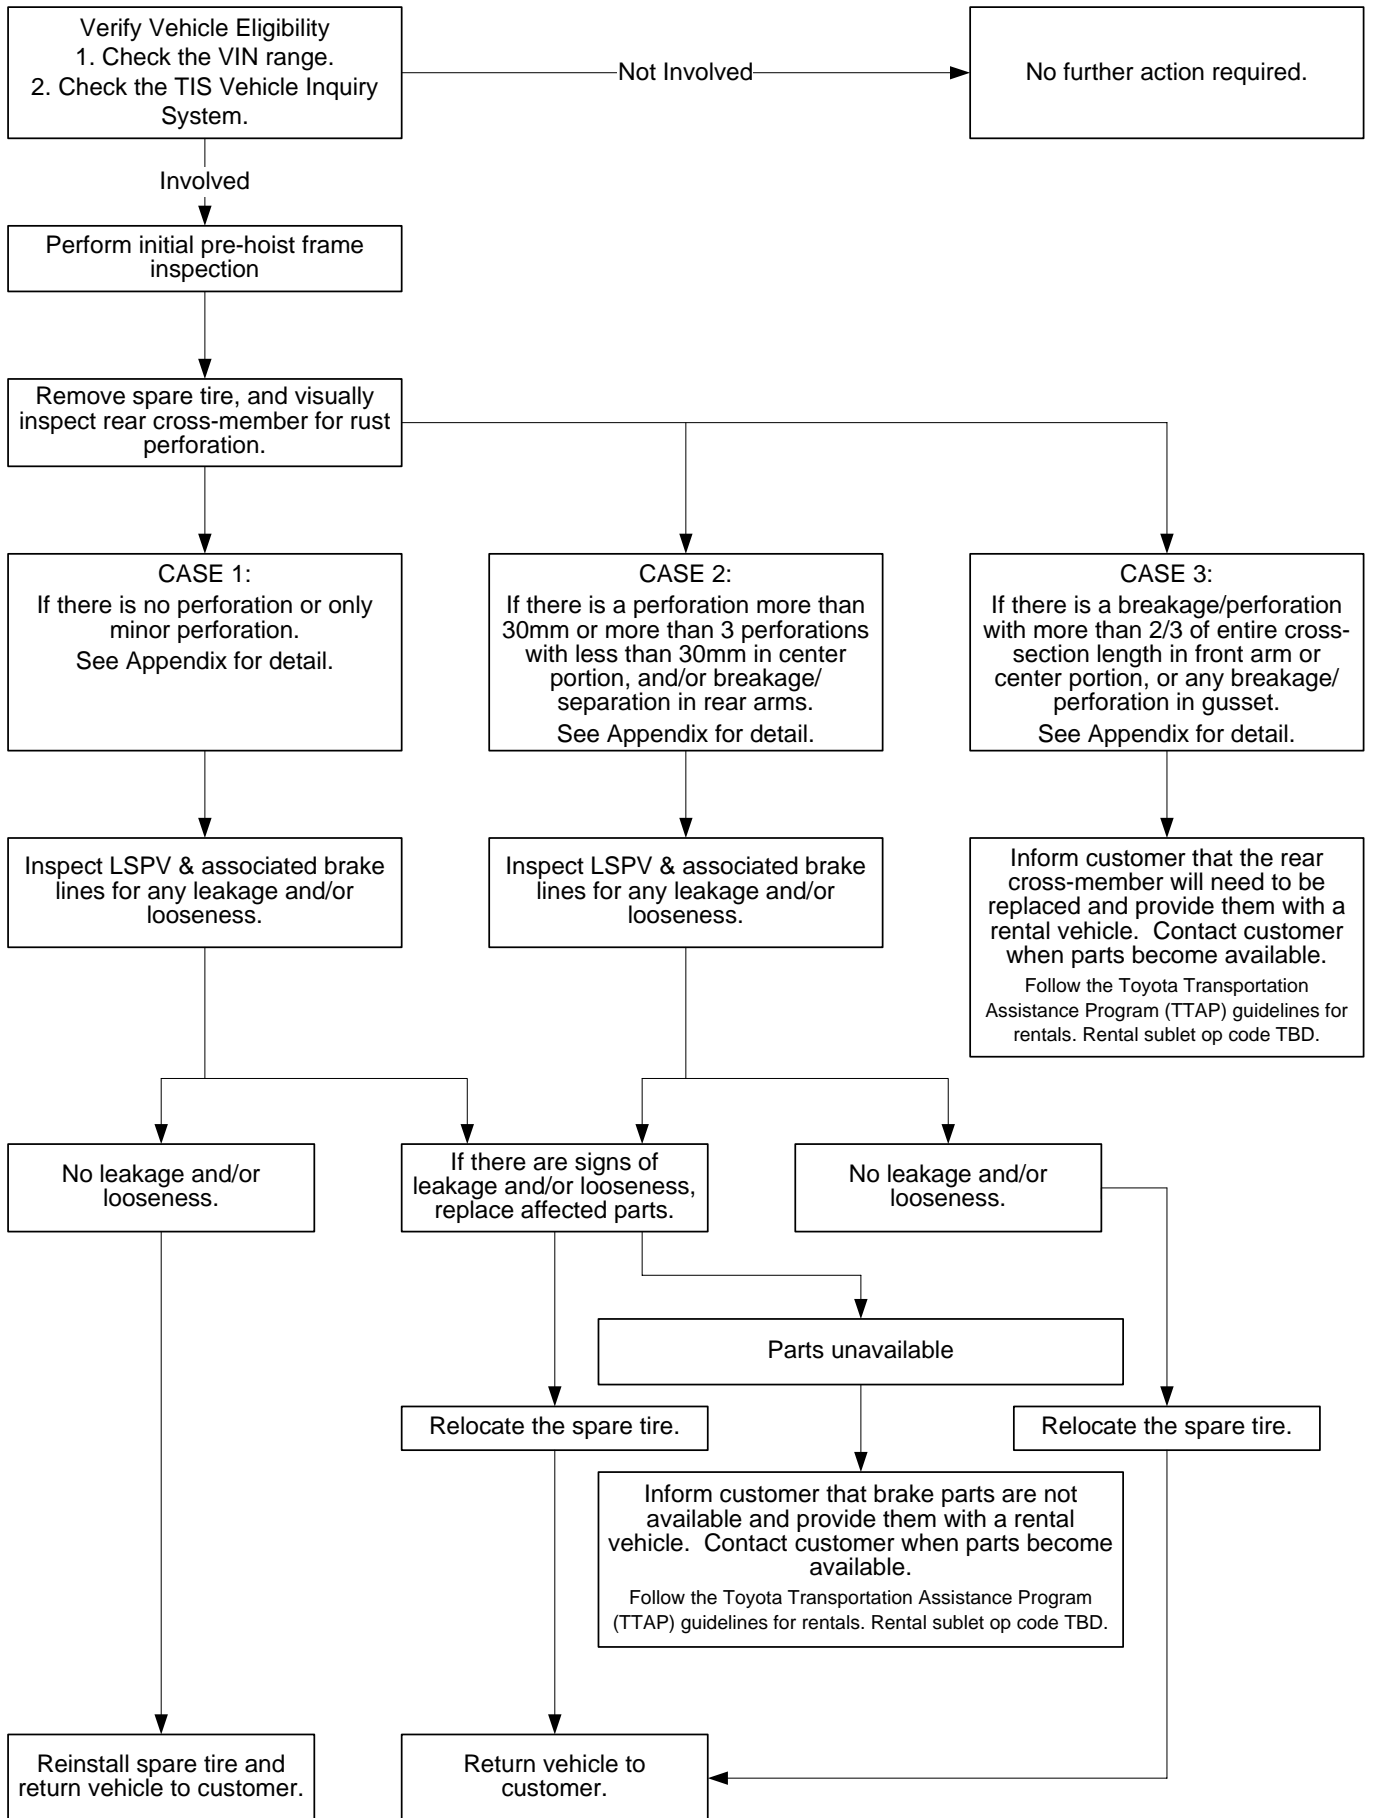 Verify Vehicle Eligibility
1. Check the VIN range.
2. Check the TIS Vehicle Inquiry
System.
Not Involved
No further action required.
Involved
Perform initial pre-hoist frame
inspection
Remove spare tire, and visually
inspect rear cross-member for rust
perforation.
CASE 1:
If there is no perforation or only
minor perforation.
See Appendix for detail.
CASE 2:
If there is a perforation more than
30mm or more than 3 perforations
with less than 30mm in center
portion, and/or breakage/
separation in rear arms.
See Appendix for detail.
CASE 3:
If there is a breakage/perforation
with more than 2/3 of entire cross-
section length in front arm or
center portion, or any breakage/
perforation in gusset.
See Appendix for detail.
Inspect LSPV & associated brake
lines for any leakage and/or
looseness.
Inspect LSPV & associated brake
lines for any leakage and/or
looseness.
Inform customer that the rear
cross-member will need to be
replaced and provide them with a
rental vehicle.  Contact customer
when parts become available.
Follow the Toyota Transportation
Assistance Program (TTAP) guidelines for
rentals. Rental sublet op code TBD.
No leakage and/or
looseness.
If there are signs of
leakage and/or looseness,
replace affected parts.
No leakage and/or
looseness.
Parts unavailable
Relocate the spare tire.
Relocate the spare tire.
Inform customer that brake parts are not
available and provide them with a rental
vehicle.  Contact customer when parts become
available.
Follow the Toyota Transportation Assistance Program
(TTAP) guidelines for rentals. Rental sublet op code TBD.
Reinstall spare tire and
return vehicle to customer.
Return vehicle to
customer.